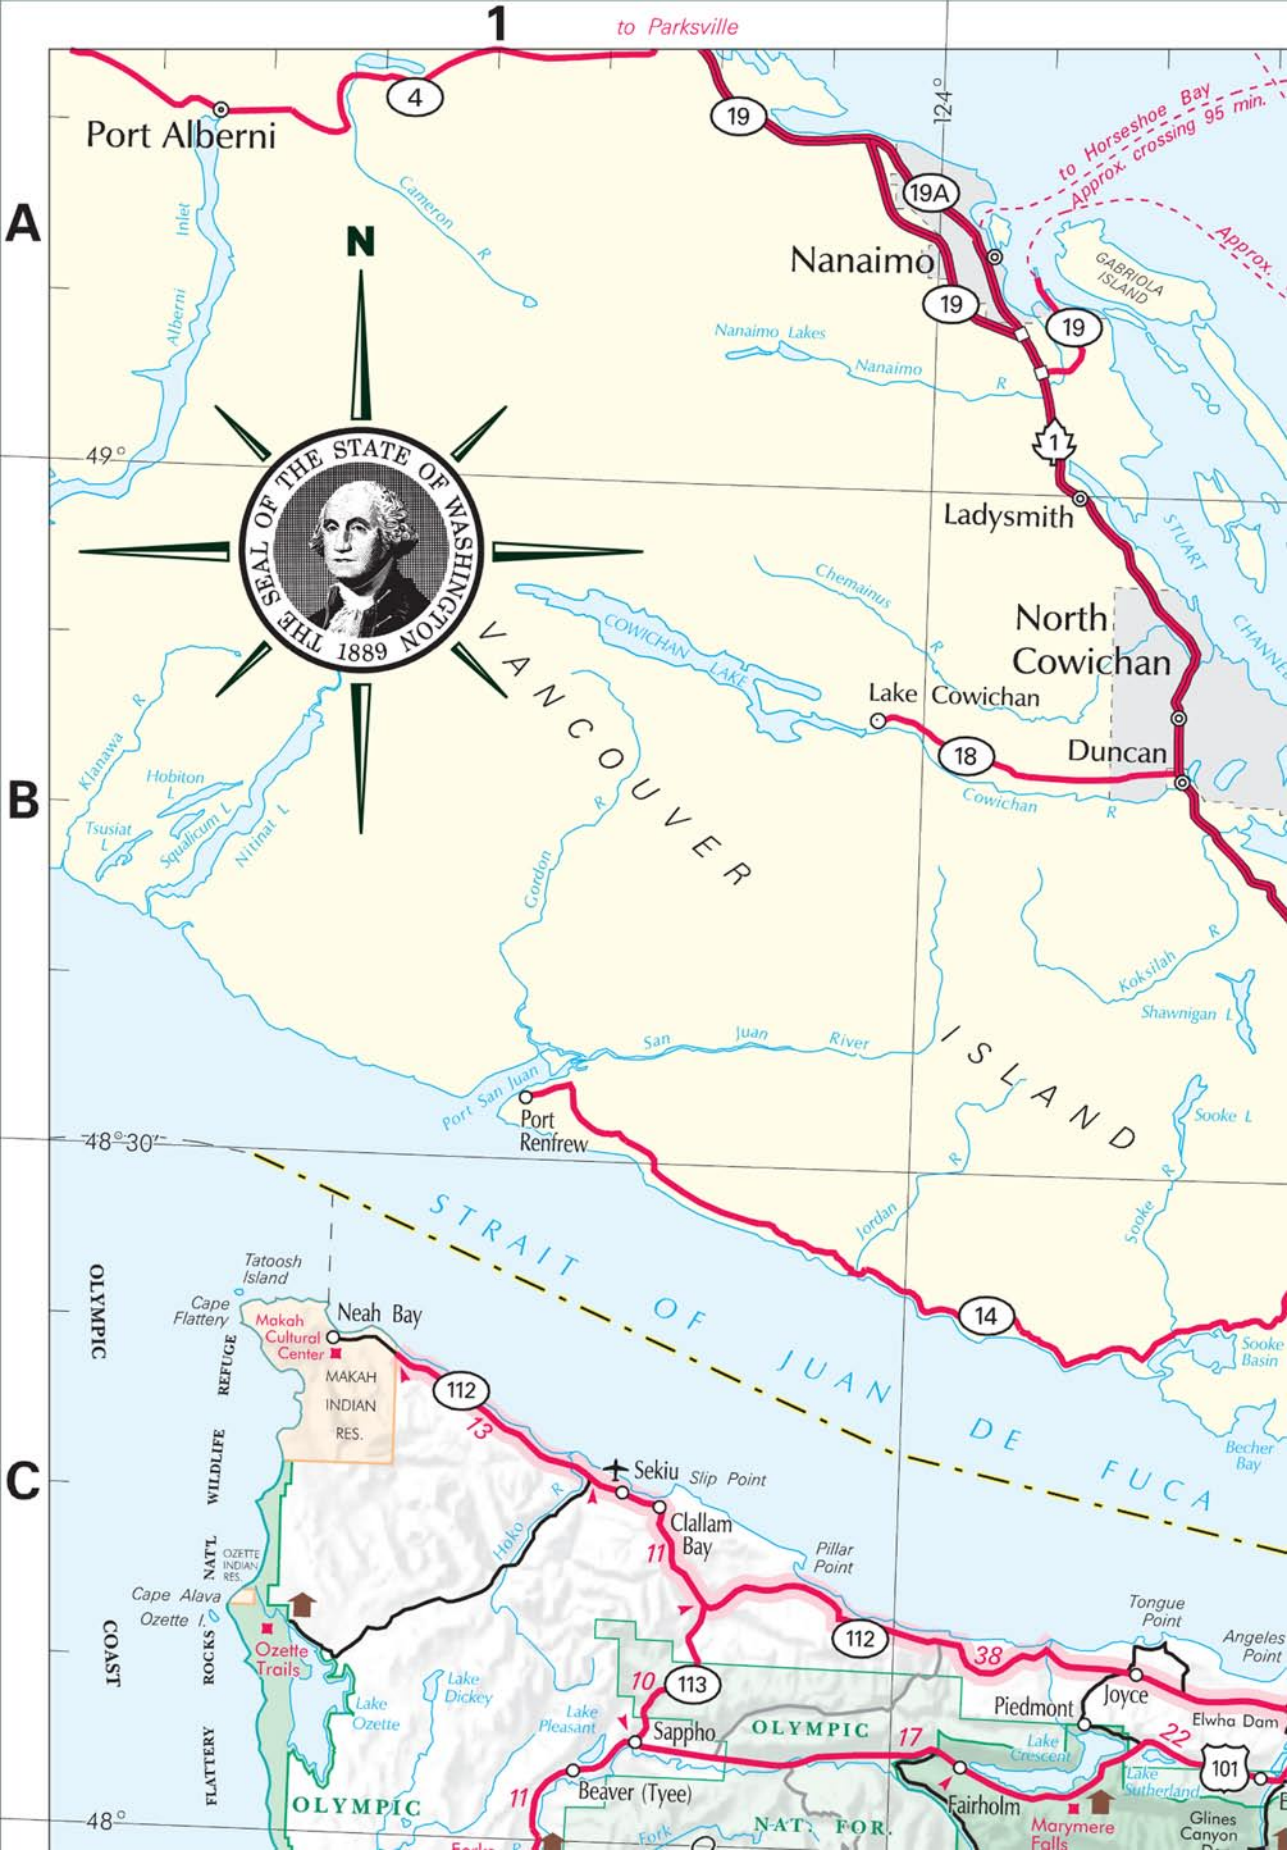 1
to Parksville
4
19
124°
to Horseshoe Bay
Approx. crossing 95 min.
Port Alberni
Cameron R
19A
A
Inlet
Alberni
N
Nanaimo
Approx.
GABRIOLA
ISLAND
19
19
Nanaimo Lakes
Nanaimo R
1
49°
THE SEAL OF THE STATE OF WASHINGTON
1889
Ladysmith
STUART
CHANNEL
Chemainus R
North
Cowichan
COWICHAN LAKE
VANCOUVER
Lake Cowichan
18
Duncan
Cowichan R
Klanawa R
Hobiton
L
B
Tsusiat
L
Squalicum L
Nitinat L
Gordon R
Koksilah R
Shawnigan L
San Juan River
ISLAND
Port San Juan
Port
Renfrew
Sooke L
48°30'
Jordan R
Sooke R
STRAIT OF JUAN DE FUCA
14
Sooke
Basin
Becher
Bay
OLYMPIC
COAST
Tatoosh
Island
Cape
Flattery
Neah Bay
Makah
Cultural
Center
MAKAH
INDIAN
RES.
FLATTERY ROCKS NAT'L WILDLIFE REFUGE
112
13
C
Sekiu
Slip Point
Clallam
Bay
11
Hoko R
Pillar
Point
OZETTE
INDIAN
RES.
Cape Alava
Ozette I.
Ozette
Trails
Tongue
Point
Angeles
Point
112
38
Joyce
Piedmont
Elwha Dam
10
113
Lake
Dickey
Lake
Ozette
Lake
Pleasant
Sappho
OLYMPIC
17
Lake
Crescent
22
101
Lake
Sutherland
11
Beaver (Tyee)
OLYMPIC
NAT. FOR.
Fairholm
Marymere
Falls
Glines
Canyon
48°
Fork
R